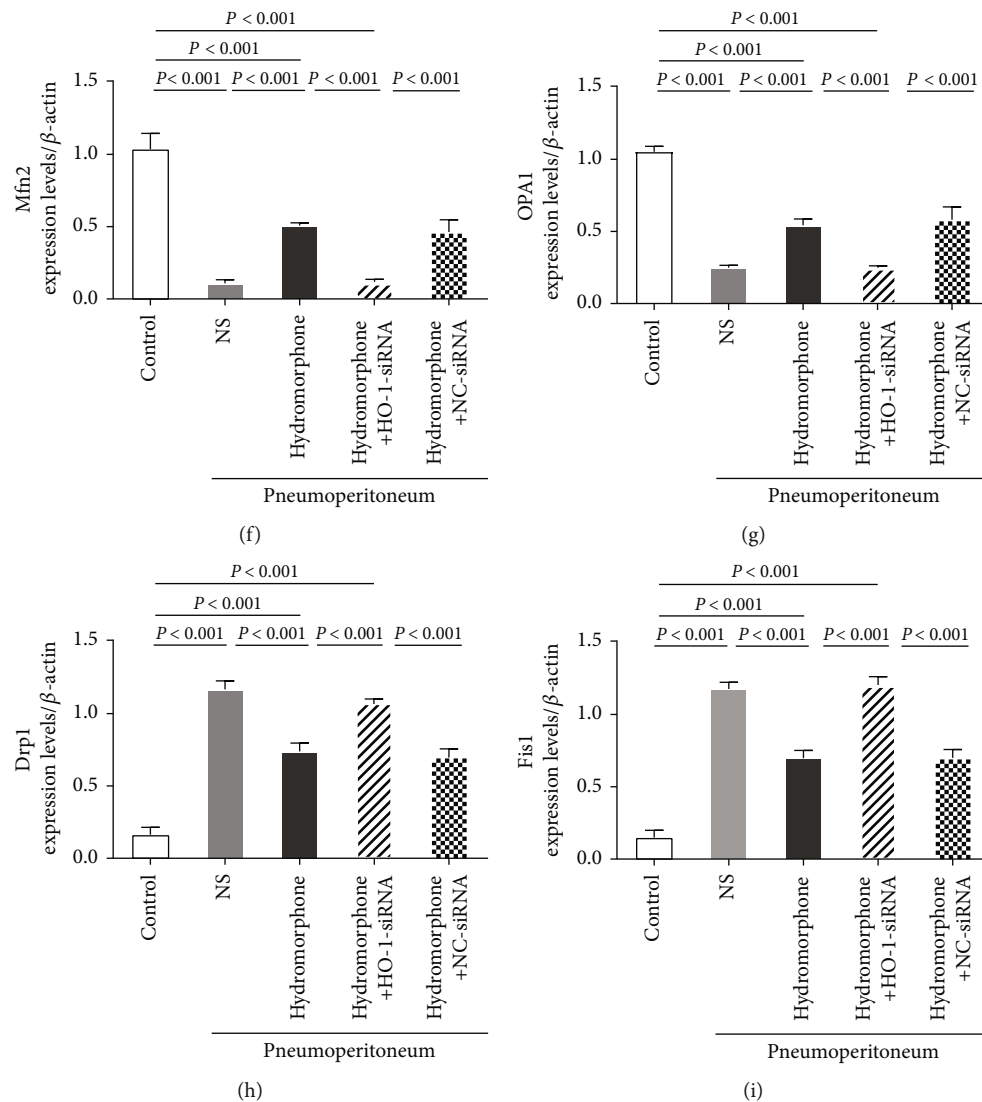 P < 0.001
P < 0.001
P < 0.001 P < 0.001 P < 0.001 P < 0.001
Mfn2
expression levels/β-actin
1.5
1.0
0.5
0.0
Control
NS
Hydromorphone
Hydromorphone
+HO-1-siRNA
Hydromorphone
+NC-siRNA
Pneumoperitoneum
(f)
P < 0.001
P < 0.001
P < 0.001 P < 0.001 P < 0.001 P < 0.001
OPA1
expression levels/β-actin
1.5
1.0
0.5
0.0
Control
NS
Hydromorphone
Hydromorphone
+HO-1-siRNA
Hydromorphone
+NC-siRNA
Pneumoperitoneum
(g)
P < 0.001
P < 0.001
P < 0.001 P < 0.001 P < 0.001 P < 0.001
Drp1
expression levels/β-actin
1.5
1.0
0.5
0.0
Control
NS
Hydromorphone
Hydromorphone
+HO-1-siRNA
Hydromorphone
+NC-siRNA
Pneumoperitoneum
(h)
P < 0.001
P < 0.001
P < 0.001 P < 0.001 P < 0.001 P < 0.001
Fis1
expression levels/β-actin
1.5
1.0
0.5
0.0
Control
NS
Hydromorphone
Hydromorphone
+HO-1-siRNA
Hydromorphone
+NC-siRNA
Pneumoperitoneum
(i)